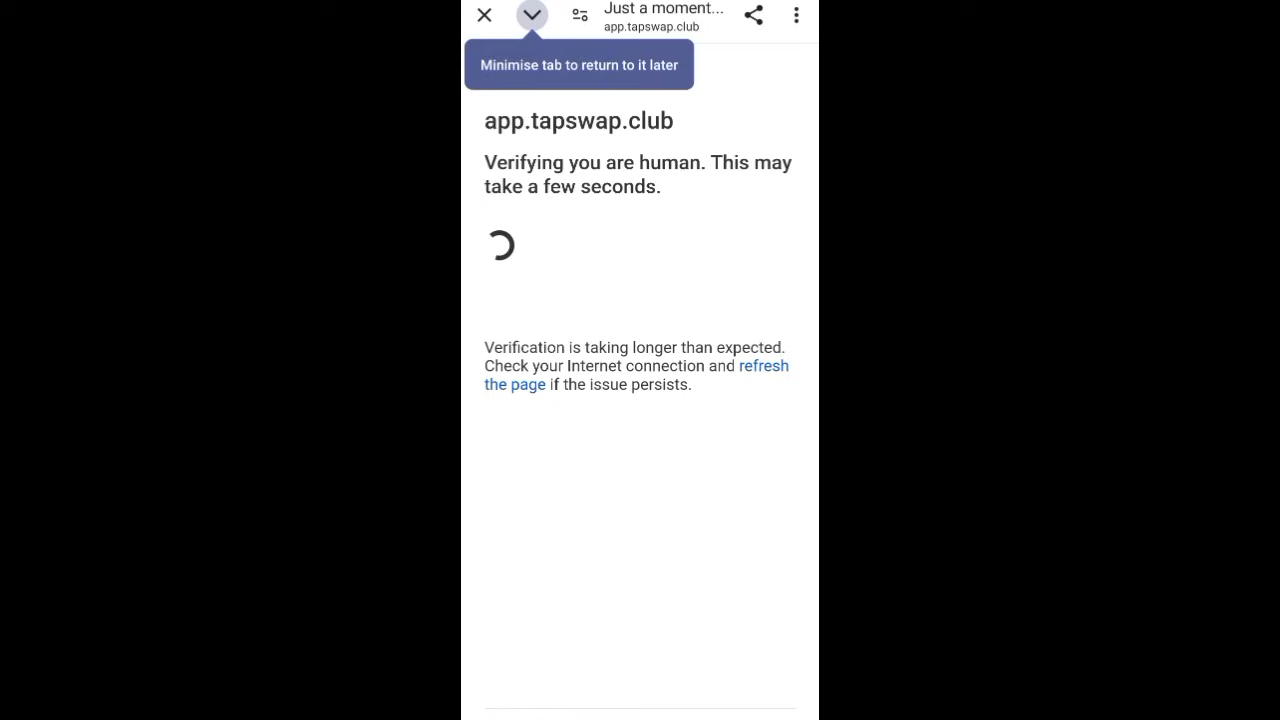 Just a moment...
app.tapswap.club
Minimise tab to return to it later
app.tapswap.club
Verifying you are human. This may
take a few seconds.
Verification is taking longer than expected.
Check your Internet connection and refresh
the page if the issue persists.